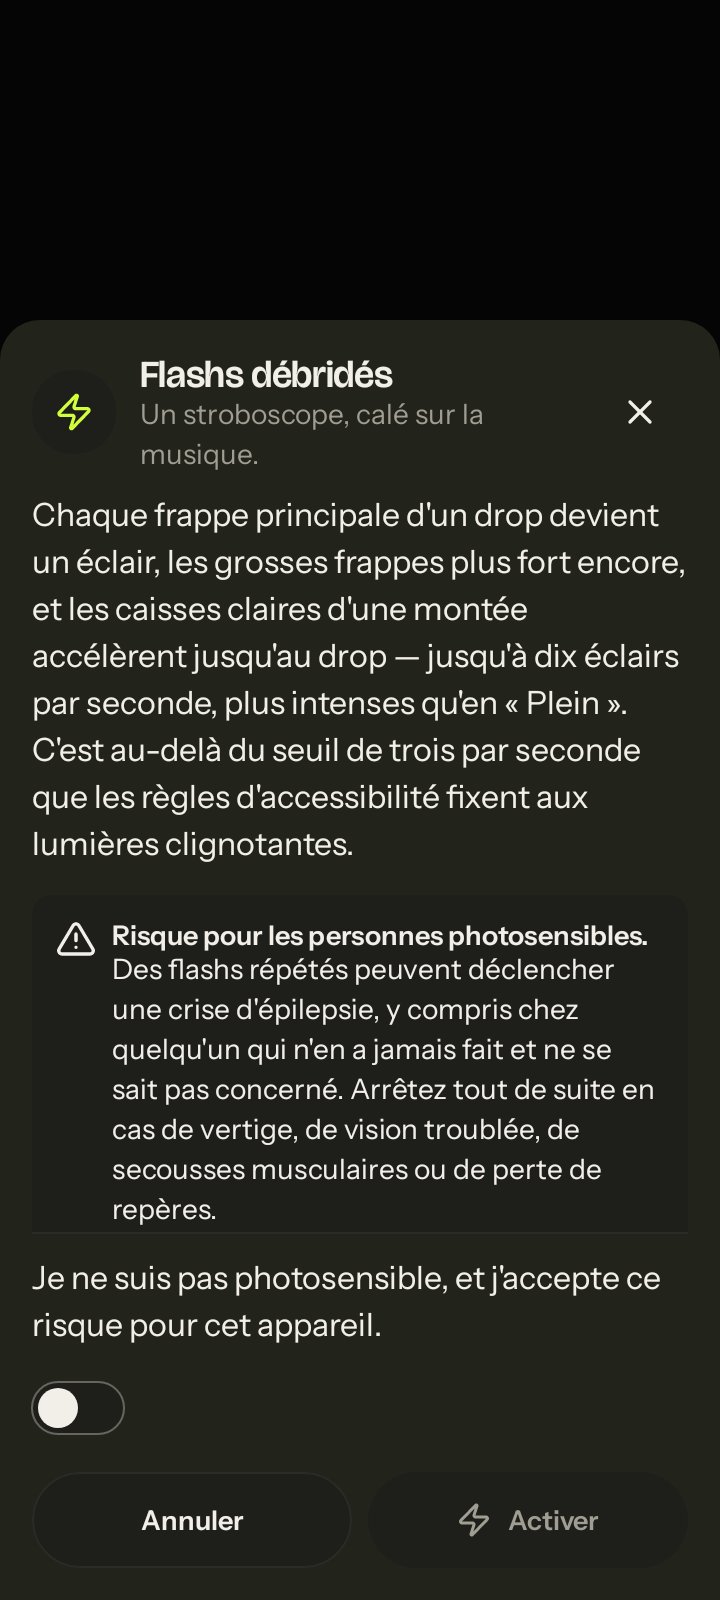 Flashs débridés
Un stroboscope, calé sur la
musique.
Chaque frappe principale d'un drop devient
un éclair, les grosses frappes plus fort encore,
et les caisses claires d'une montée
accélèrent jusqu'au drop — jusqu'à dix éclairs
par seconde, plus intenses qu'en « Plein ».
C'est au-delà du seuil de trois par seconde
que les règles d'accessibilité fixent aux
lumières clignotantes.
Risque pour les personnes photosensibles.
Des flashs répétés peuvent déclencher
une crise d'épilepsie, y compris chez
quelqu'un qui n'en a jamais fait et ne se
sait pas concerné. Arrêtez tout de suite en
cas de vertige, de vision troublée, de
secousses musculaires ou de perte de
repères.
Je ne suis pas photosensible, et j'accepte ce
risque pour cet appareil.
Annuler
Activer